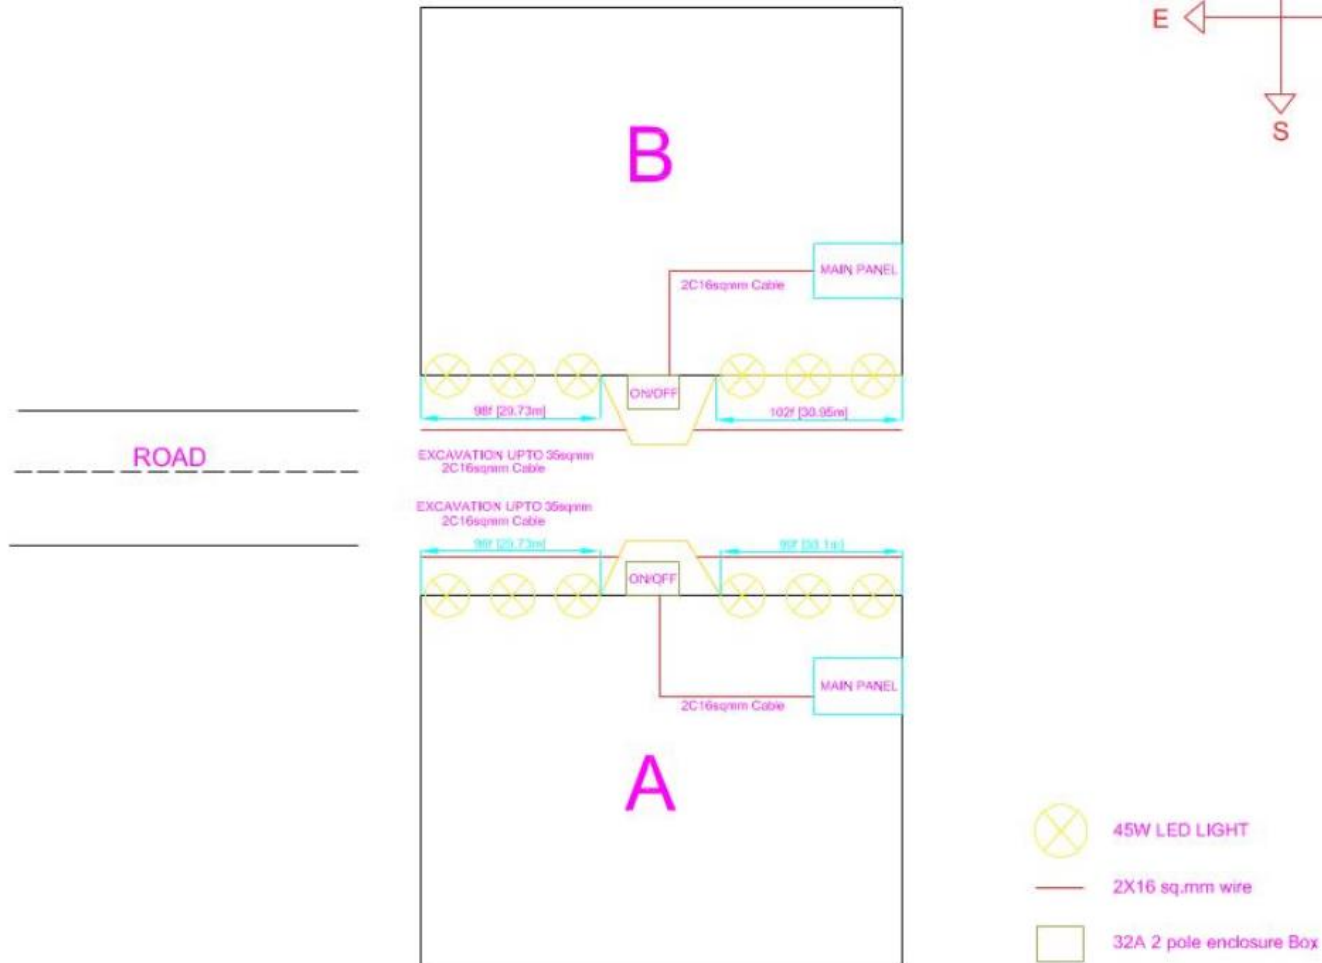 E
S
B
MAIN PANEL
2C16sqmm Cable
ON/OFF
98f [29.73m]
102f [30.95m]
ROAD
EXCAVATION UPTO 35sqmm
2C16sqmm Cable
EXCAVATION UPTO 35sqmm
2C16sqmm Cable
[29.73m]
99f
ON/OFF
MAIN PANEL
2C16sqmm Cable
A
45W LED LIGHT
2X16 sq.mm wire
32A 2 pole enclosure Box